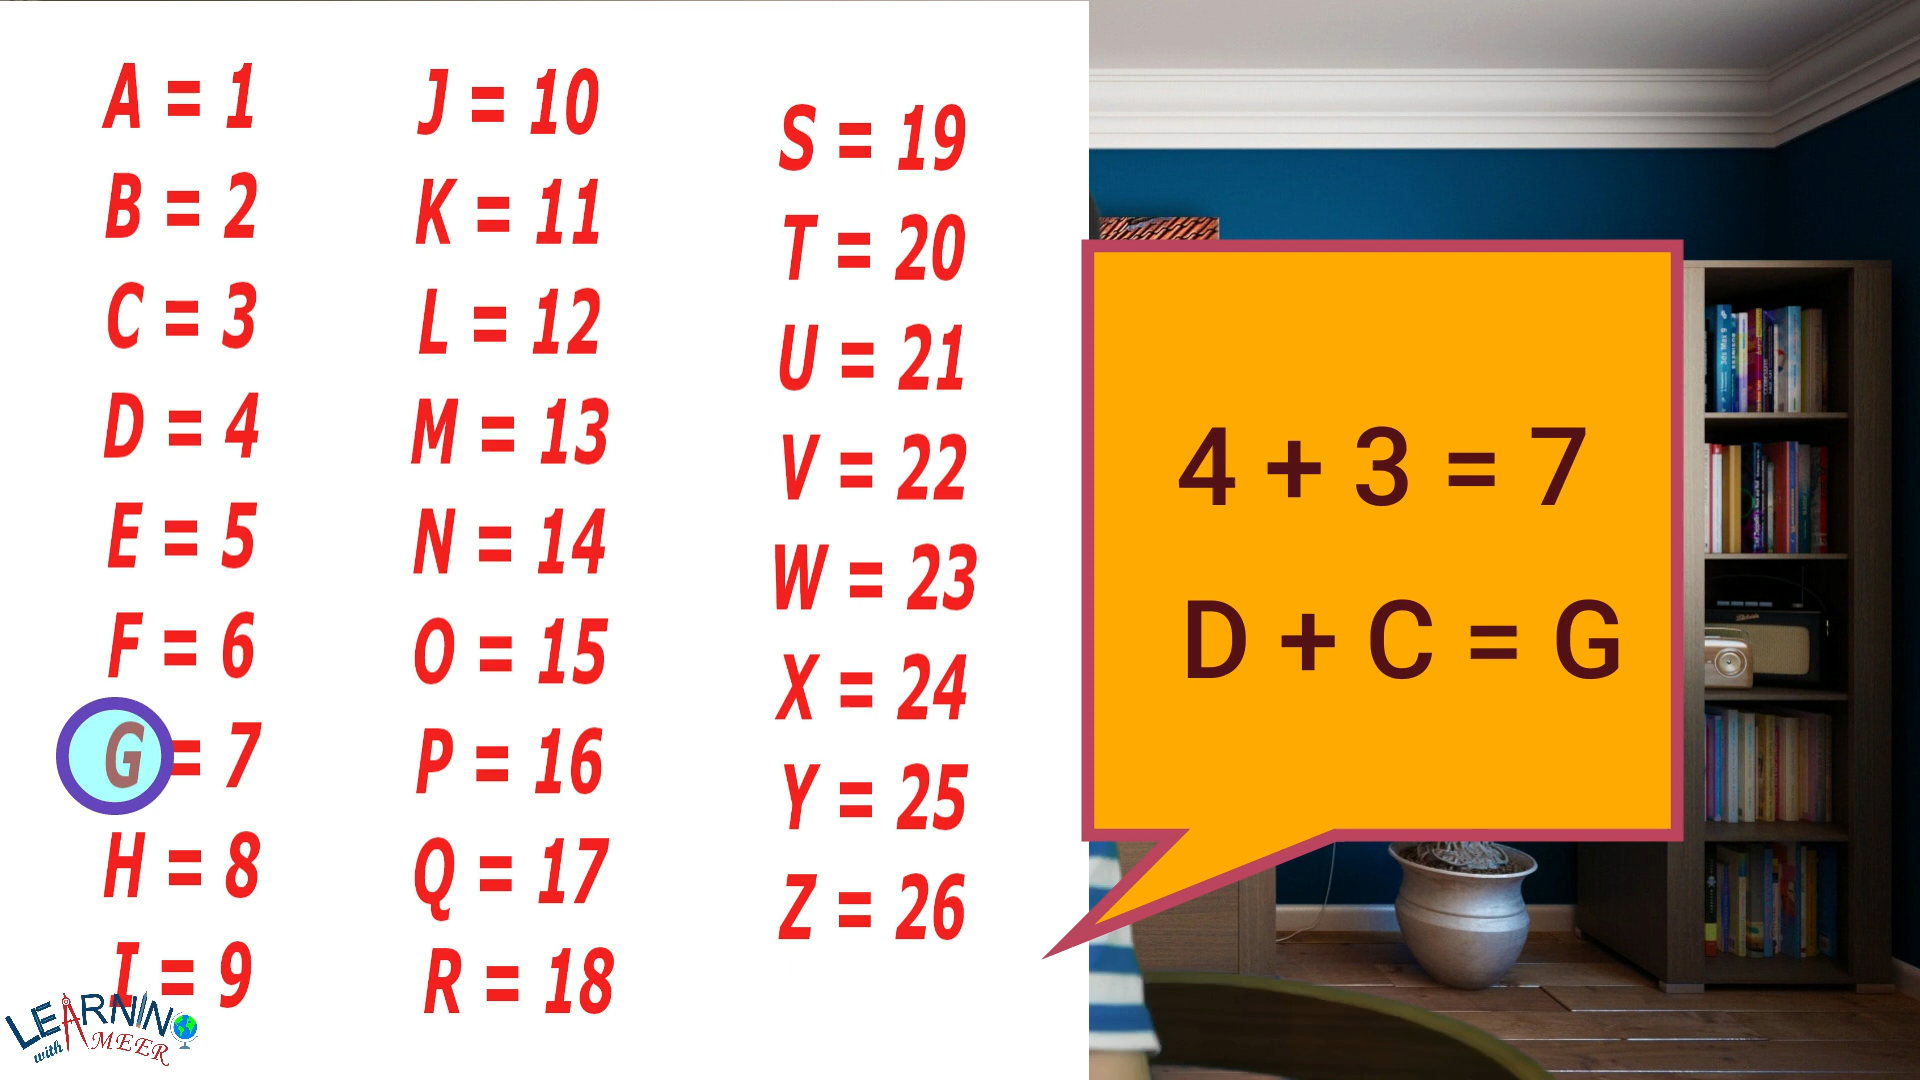 A = 1
B = 2
C = 3
D = 4
E = 5
F = 6
G = 7
H = 8
I = 9
J = 10
K = 11
L = 12
M = 13
N = 14
O = 15
P = 16
Q = 17
R = 18
S = 19
T = 20
U = 21
V = 22
W = 23
X = 24
Y = 25
Z = 26
4 + 3 = 7
D + C = G
LEARNING
with AMEER